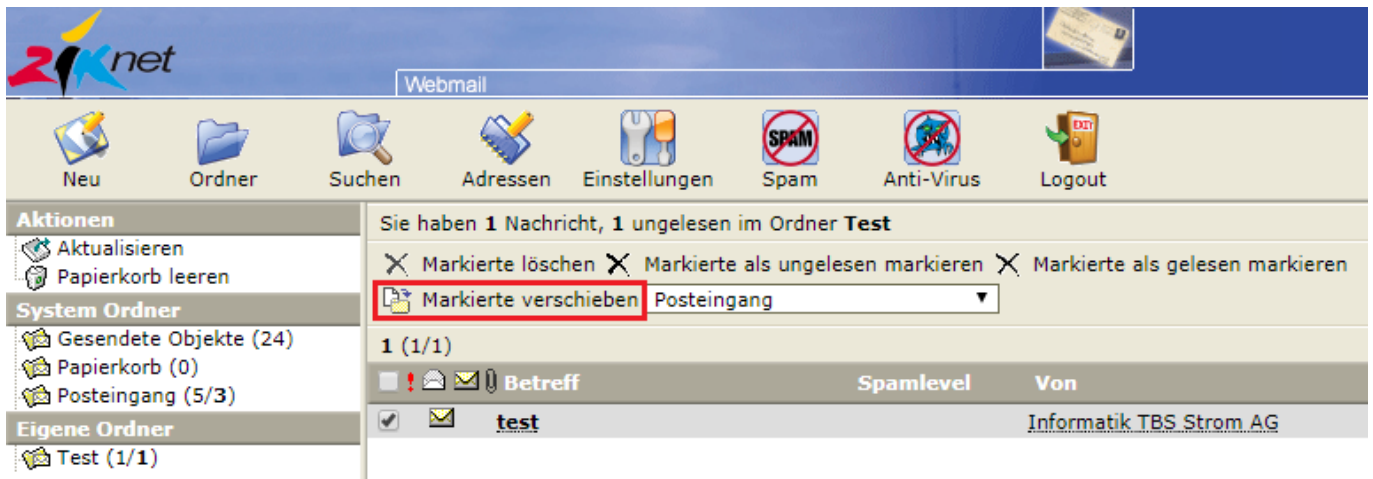 ziknet
Webmail
Neu Ordner Suchen Adressen Einstellungen SPAM Spam Anti-Virus EXIT Logout
Aktionen
Aktualisieren
Papierkorb leeren
System Ordner
Gesendete Objekte (24)
Papierkorb (0)
Posteingang (5/3)
Eigene Ordner
Test (1/1)
Sie haben 1 Nachricht, 1 ungelesen im Ordner Test
Markierte löschen Markierte als ungelesen markieren Markierte als gelesen markieren
Markierte verschieben Posteingang
1 (1/1)
Betreff Spamlevel Von
test Informatik TBS Strom AG